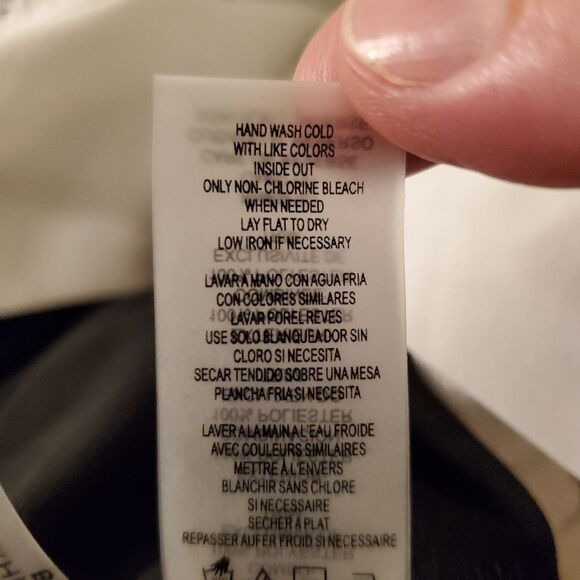 HAND WASH COLD
WITH LIKE COLORS
INSIDE OUT
ONLY NON- CHLORINE BLEACH
WHEN NEEDED
LAY FLAT TO DRY
LOW IRON IF NECESSARY
LAVAR A MANO CON AGUA FRIA
CON COLORES SIMILARES
LAVAR POREL REVES
USE SOLO BLANQUEADOR SIN
CLORO SI NECESITA
SECAR TENDIDO SOBRE UNA MESA
PLANCHA FRIA SI NECESITA
LAVER A LA MAIN A L'EAU FROIDE
AVEC COULEURS SIMILAIRES
METTRE À L'ENVERS
BLANCHIR SANS CHLORE
SI NECESSAIRE
SECHER À PLAT
REPASSER AU FER FROID SI NECESSAIRE